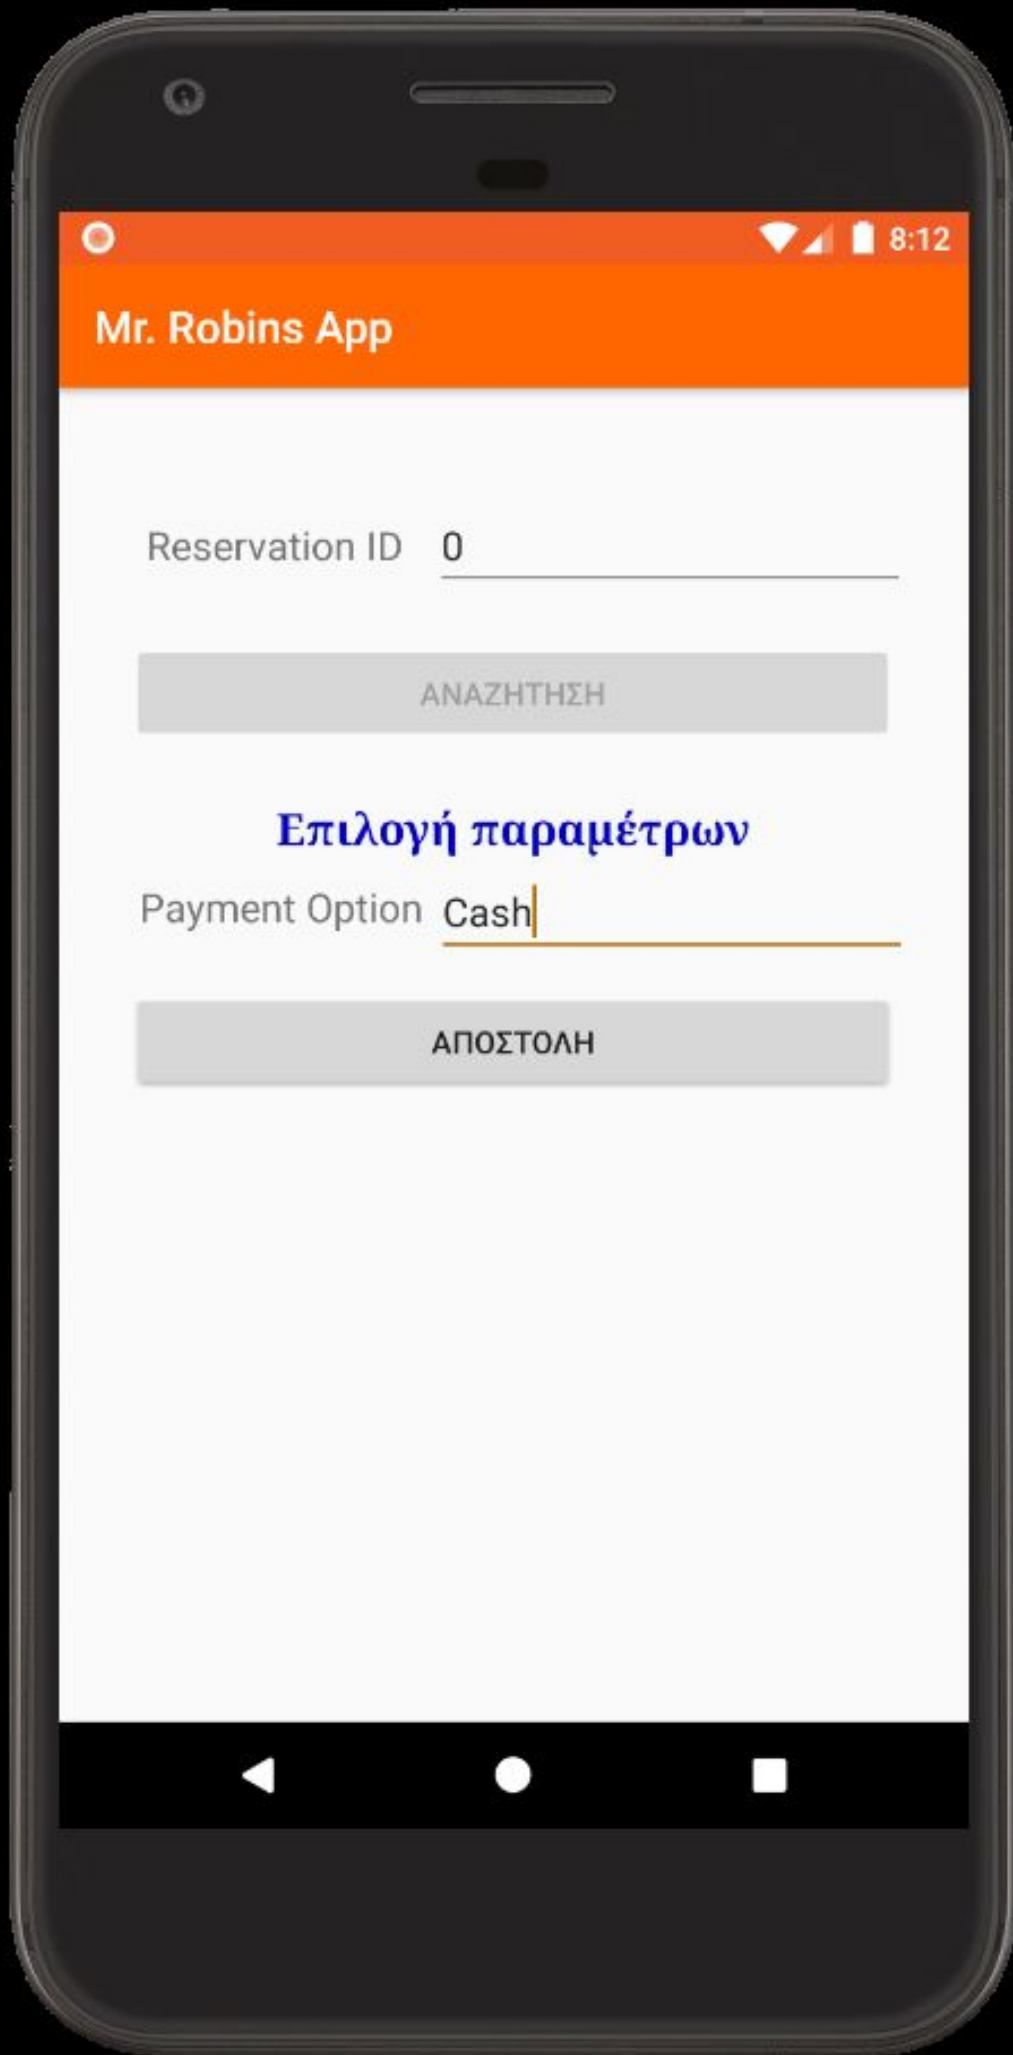 8:12
Mr. Robins App
Reservation ID 0
ΑΝΑΖΗΤΗΣΗ
Επιλογή παραμέτρων
Payment Option Cash
ΑΠΟΣΤΟΛΗ